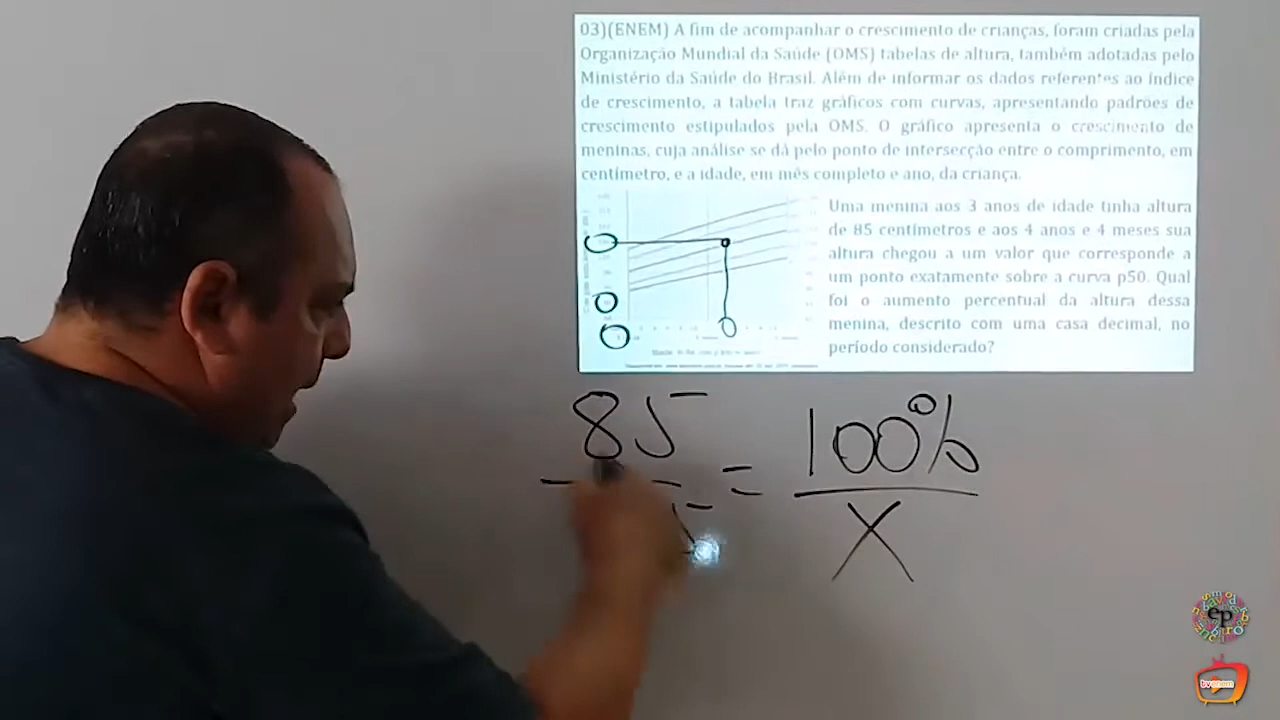 03)(ENEM) A fim de acompanhar o crescimento de crianças, foram criadas pela
Organização Mundial da Saúde (OMS) tabelas de altura, também adotadas pelo
Ministério da Saúde do Brasil. Além de informar os dados referentes ao índice
de crescimento, a tabela traz gráficos com curvas, apresentando padrões de
crescimento estipulados pela OMS. O gráfico apresenta o crescimento de
meninas, cuja análise se dá pelo ponto de intersecção entre o comprimento, em
centímetro, e a idade, em mês completo e ano, da criança.
Uma menina aos 3 anos de idade tinha altura
de 85 centímetros e aos 4 anos e 4 meses sua
altura chegou a um valor que corresponde a
um ponto exatamente sobre a curva p50. Qual
foi o aumento percentual da altura dessa
menina, descrito com uma casa decimal, no
período considerado?
85 = 100%
X
ep
tv enem